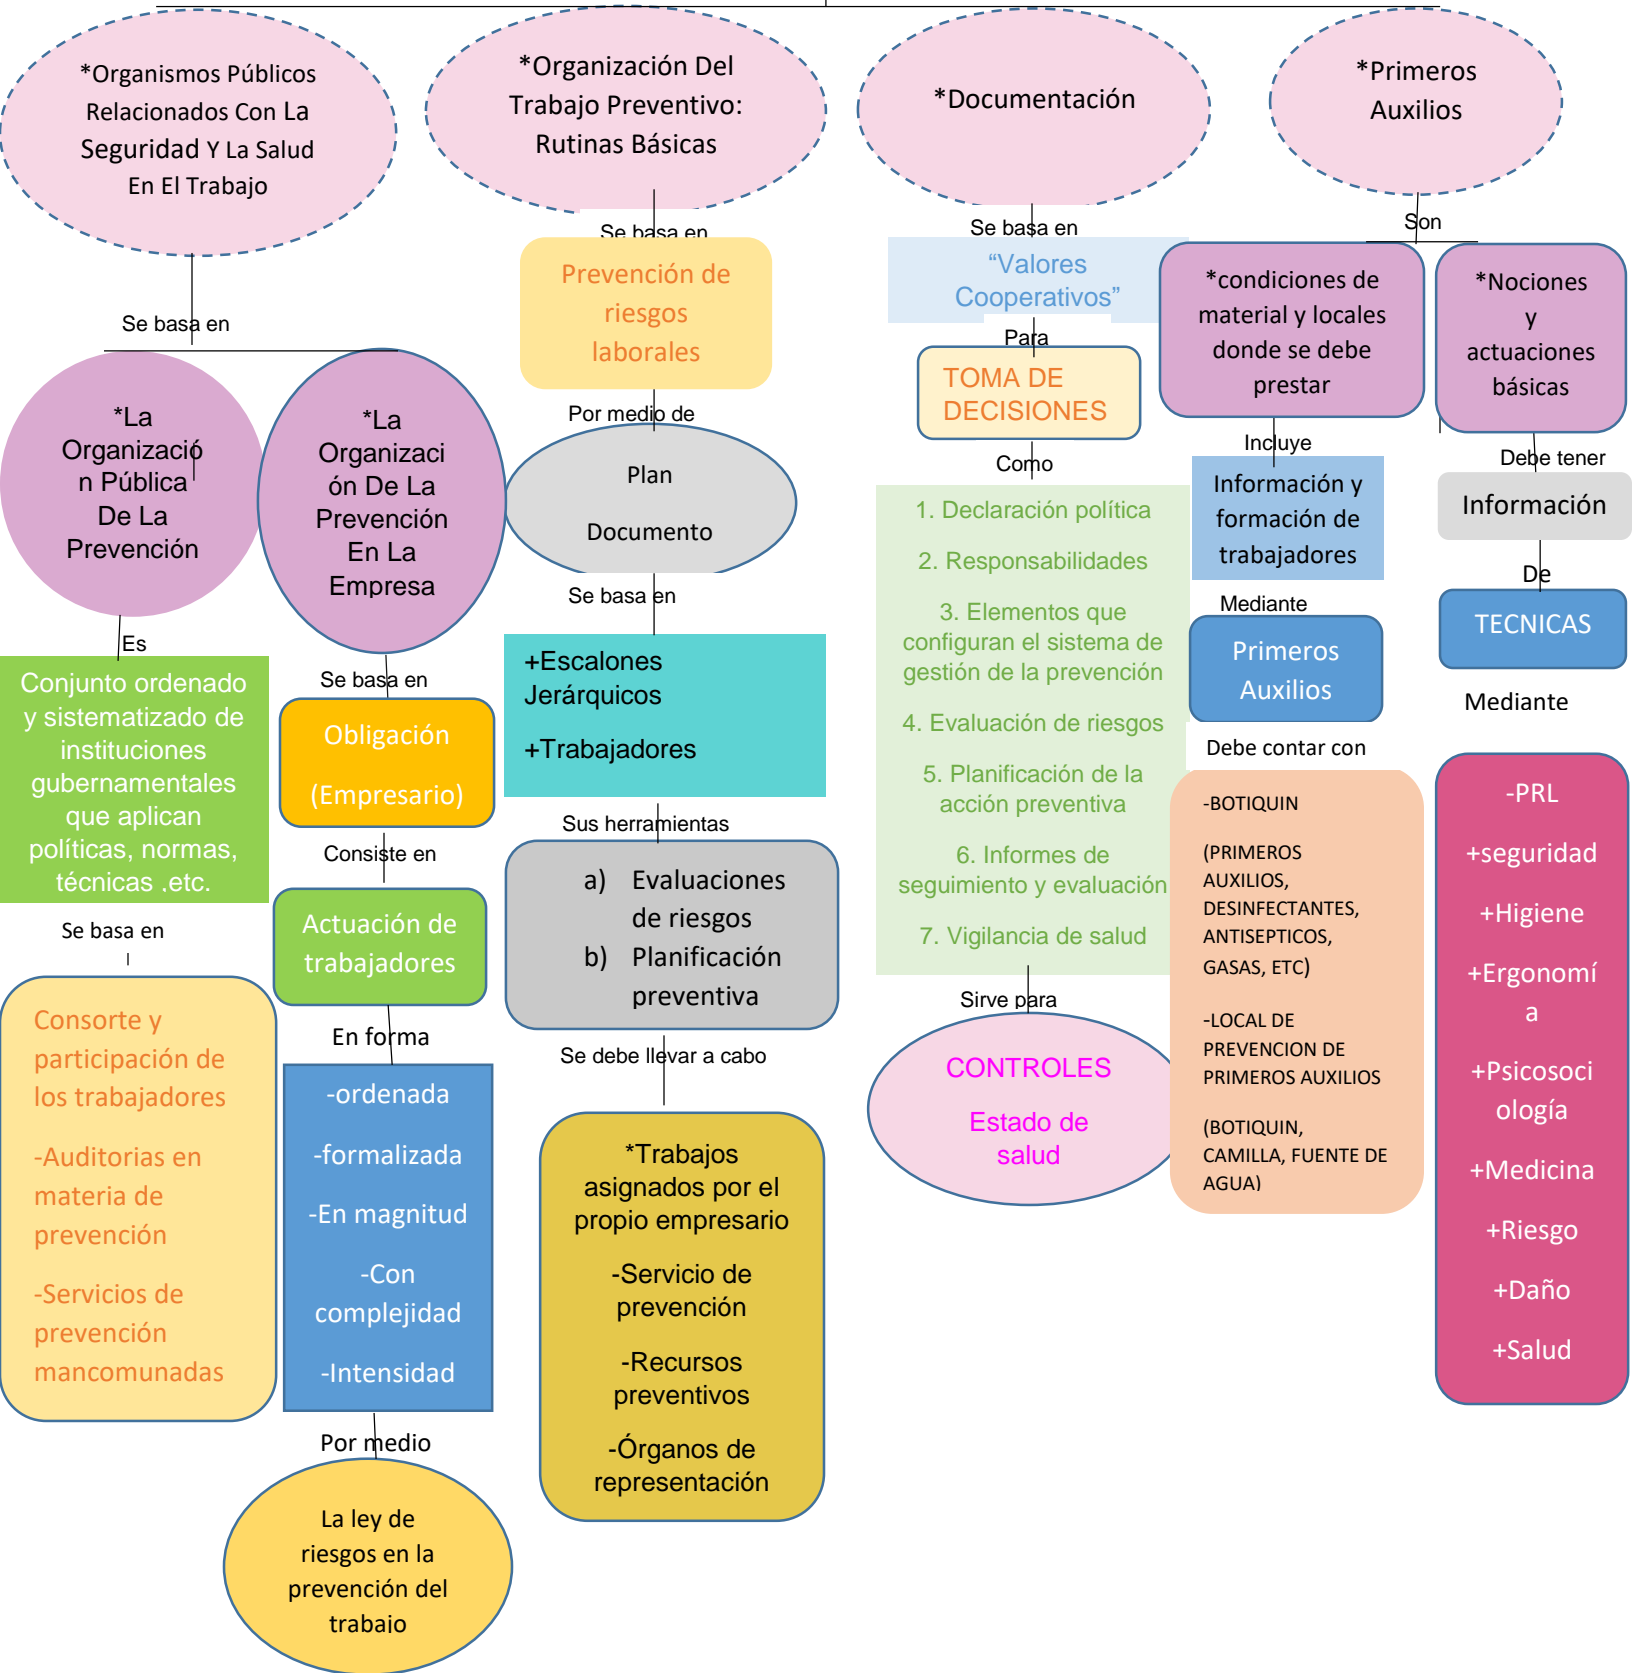 *Organismos Públicos
Relacionados Con La
Seguridad Y La Salud
En El Trabajo
Se basa en
*La
Organizació
n Pública
De La
Prevención
Es
Conjunto ordenado
y sistematizado de
instituciones
gubernamentales
que aplican
políticas, normas,
técnicas .etc.
Se basa en
Consorte y
participación de
los trabajadores
-Auditorias en
materia de
prevención
-Servicios de
prevención
mancomunadas
*La
Organizaci
ón De La
Prevención
En La
Empresa
Se basa en
Obligación
(Empresario)
Consiste en
Actuación de
trabajadores
En forma
-ordenada
-formalizada
-En magnitud
-Con
complejidad
-Intensidad
Por medio
La ley de
riesgos en la
prevención del
trabajo
*Organización Del
Trabajo Preventivo:
Rutinas Básicas
Se basa en
Prevención de
riesgos
laborales
Por medio de
Plan
Documento
Se basa en
+Escalones
Jerárquicos
+Trabajadores
Sus herramientas
a) Evaluaciones
de riesgos
b) Planificación
preventiva
Se debe llevar a cabo
*Trabajos
asignados por el
propio empresario
-Servicio de
prevención
-Recursos
preventivos
-Órganos de
representación
*Documentación
Se basa en
“Valores
Cooperativos”
Para
TOMA DE
DECISIONES
Como
1. Declaración política
2. Responsabilidades
3. Elementos que
configuran el sistema de
gestión de la prevención
4. Evaluación de riesgos
5. Planificación de la
acción preventiva
6. Informes de
seguimiento y evaluación
7. Vigilancia de salud
Sirve para
CONTROLES
Estado de
salud
*Primeros
Auxilios
Son
*condiciones de
material y locales
donde se debe
prestar
Incluye
Información y
formación de
trabajadores
Mediante
Primeros
Auxilios
Debe contar con
-BOTIQUIN
(PRIMEROS
AUXILIOS,
DESINFECTANTES,
ANTISEPTICOS,
GASAS, ETC)
-LOCAL DE
PREVENCION DE
PRIMEROS AUXILIOS
(BOTIQUIN,
CAMILLA, FUENTE DE
AGUA)
*Nociones
y
actuaciones
básicas
Debe tener
Información
De
TECNICAS
Mediante
-PRL
+seguridad
+Higiene
+Ergonomí
a
+Psicosoci
ología
+Medicina
+Riesgo
+Daño
+Salud